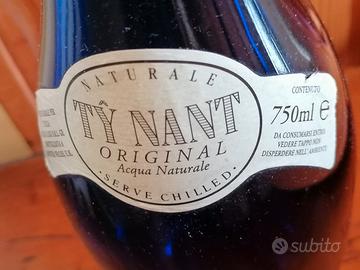 NATURALE
TŶ NANT
ORIGINAL
Acqua Naturale
- SERVE CHILLED -
CONTENUTO
750ml e
DA CONSUMARSI ENTRO:
VEDERE TAPPO NON
DISPERDERE NELL'AMBIENTE
subito